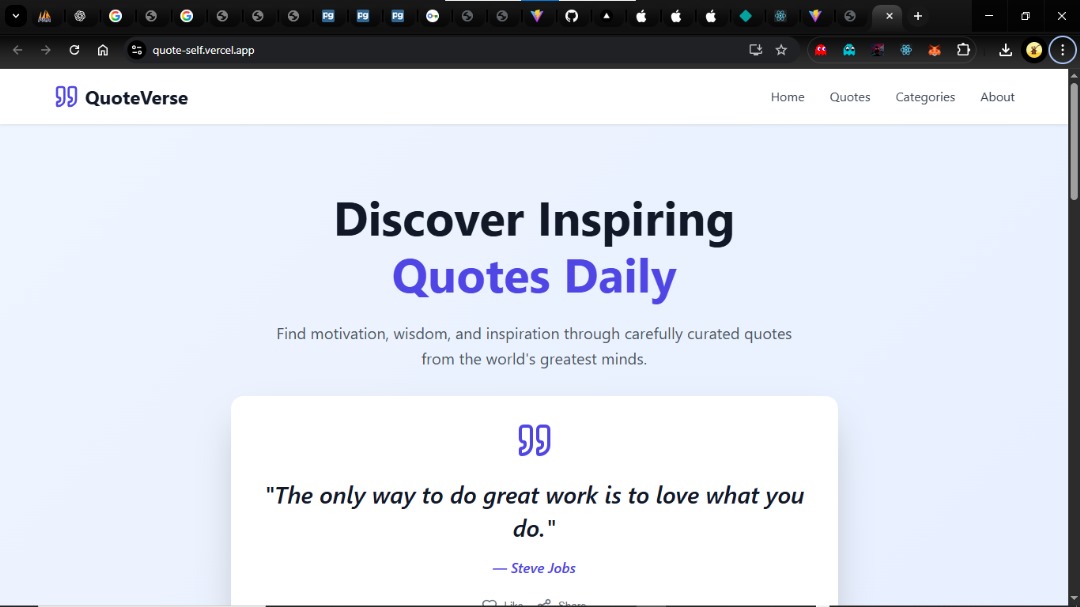 quote-self.vercel.app
QuoteVerse
Home Quotes Categories About
Discover Inspiring
Quotes Daily
Find motivation, wisdom, and inspiration through carefully curated quotes
from the world's greatest minds.
"The only way to do great work is to love what you
do."
— Steve Jobs
Like Share